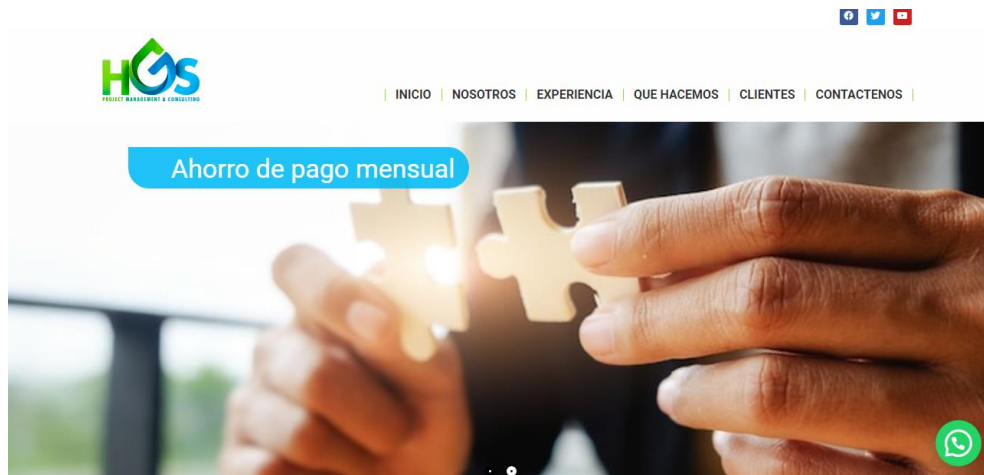 HGS
PROJECT MANAGEMENT & CONSULTING
INICIO NOSOTROS EXPERIENCIA QUE HACEMOS CLIENTES CONTACTENOS
Ahorro de pago mensual